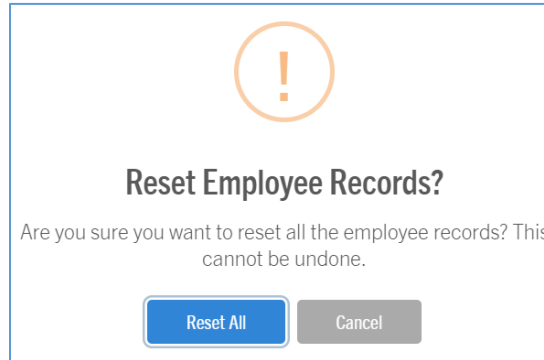 !
Reset Employee Records?
Are you sure you want to reset all the employee records? This
cannot be undone.
Reset All
Cancel